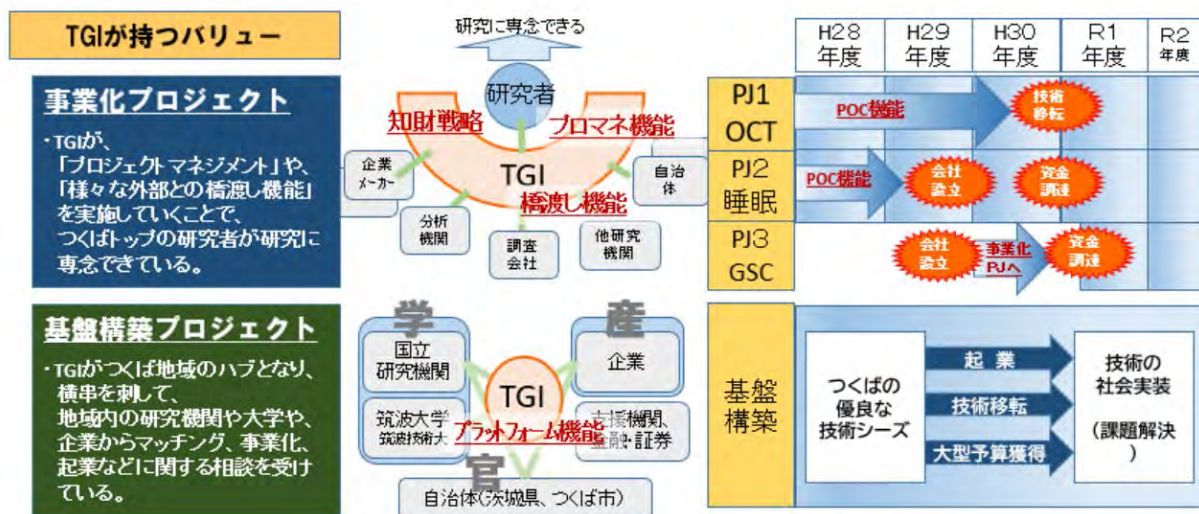 TGIが持つバリュー
事業化プロジェクト
・TGIが、
「プロジェクトマネジメント」や、
「様々な外部との橋渡し機能」
を実施していくことで、
つくばトップの研究者が研究に
専念できている。
基盤構築プロジェクト
・TGIがつくば地域のハブとなり、
横串を刺して、
地域内の研究機関や大学や、
企業からマッチング、事業化、
起業などに関する相談を受け
ている。
研究に専念できる
研究者
知財戦略
プロマネ機能
TGI
橋渡し機能
企業
メーカー
分析
機関
調査
会社
他研究
機関
自治
体
学
産
国立
研究機関
企業
TGI
筑波大学
筑波技術大
プラットフォーム機能
支援機関、
金融・証券
官
自治体(茨城県、つくば市)
H28
年度
H29
年度
H30
年度
R1
年度
R2
年度
PJ1
OCT
POC機能
技術
移転
PJ2
睡眠
POC機能
会社
設立
資金
調達
PJ3
GSC
会社
設立
事業化
PJへ
資金
調達
基盤
構築
つくばの
優良な
技術シーズ
起業
技術移転
大型予算獲得
技術の
社会実装
(課題解決
)